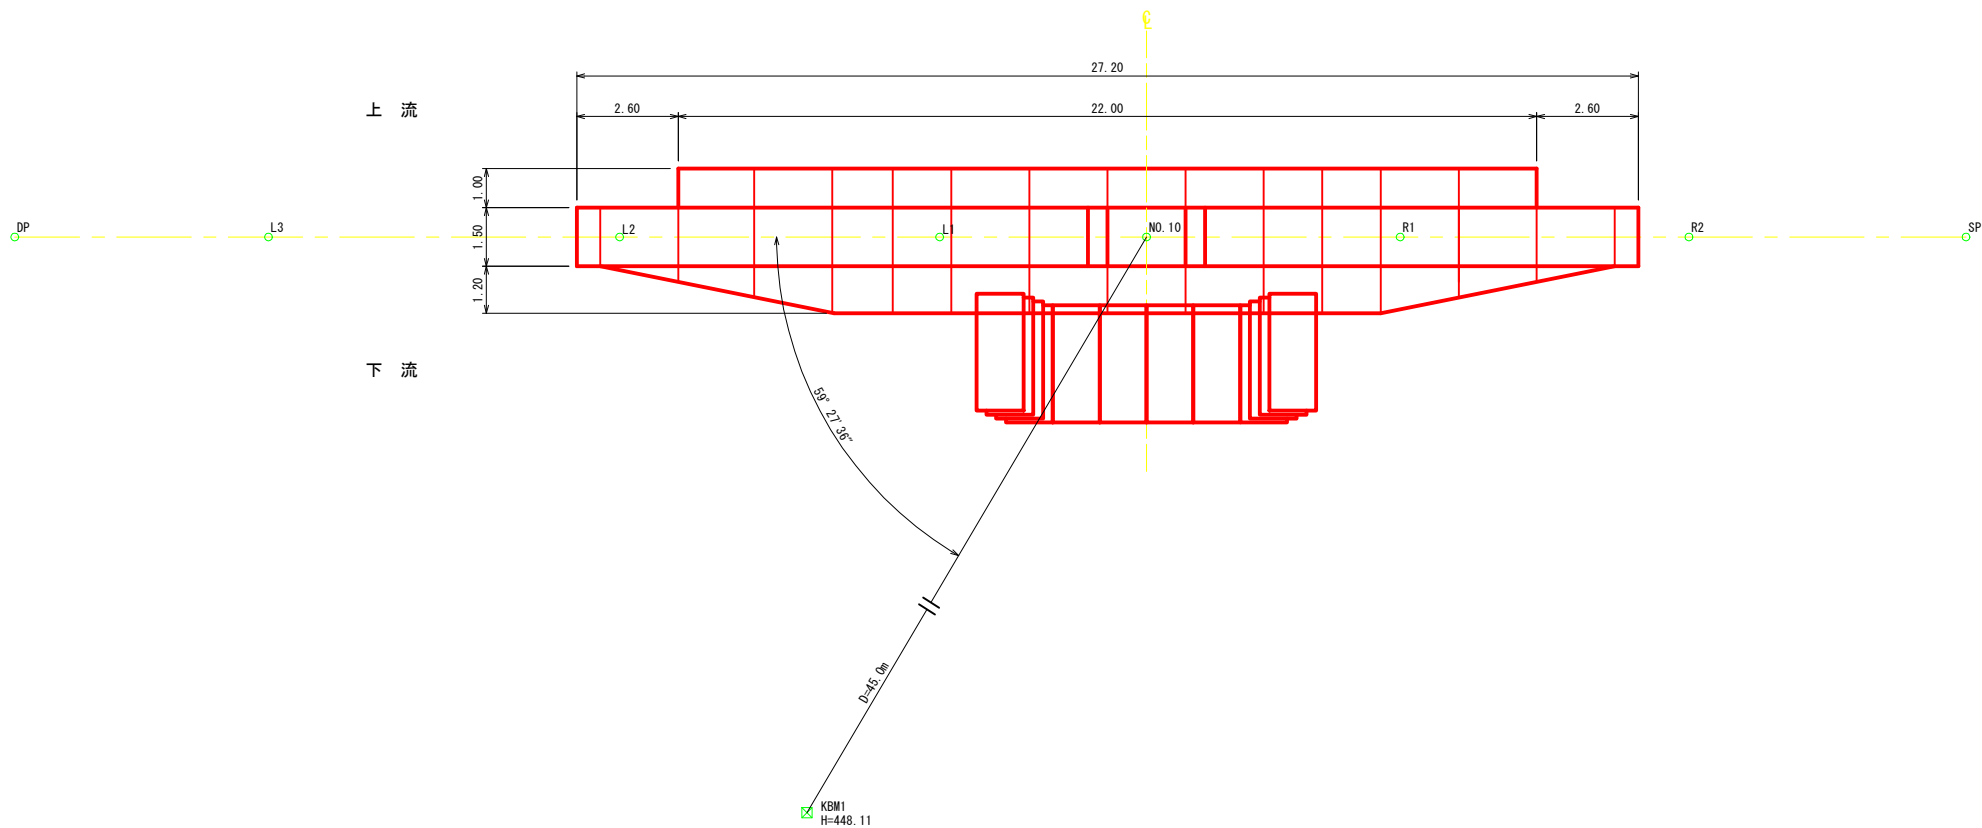 ℄
27.20
上 流
2.60
22.00
2.60
1.00
1.50
1.20
DP
L3
L2
L1
NO.10
R1
R2
SP
下 流
59° 27'36"
D=45.0m
KBM1
H=448.11